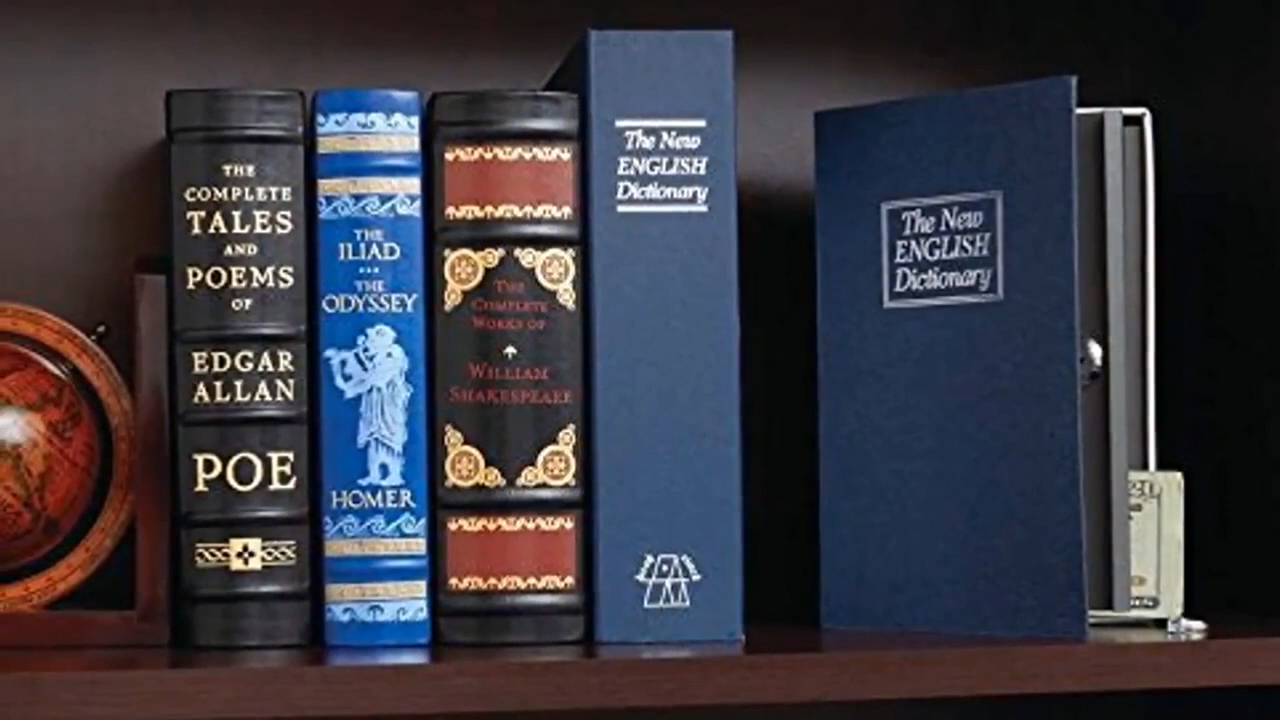 THE
COMPLETE
TALES
AND
POEMS
OF
EDGAR
ALLAN
POE
THE
ILIAD
THE
ODYSSEY
HOMER
THE
COMPLETE
WORKS OF
WILLIAM
SHAKESPEARE
The New
ENGLISH
Dictionary
The New
ENGLISH
Dictionary
20